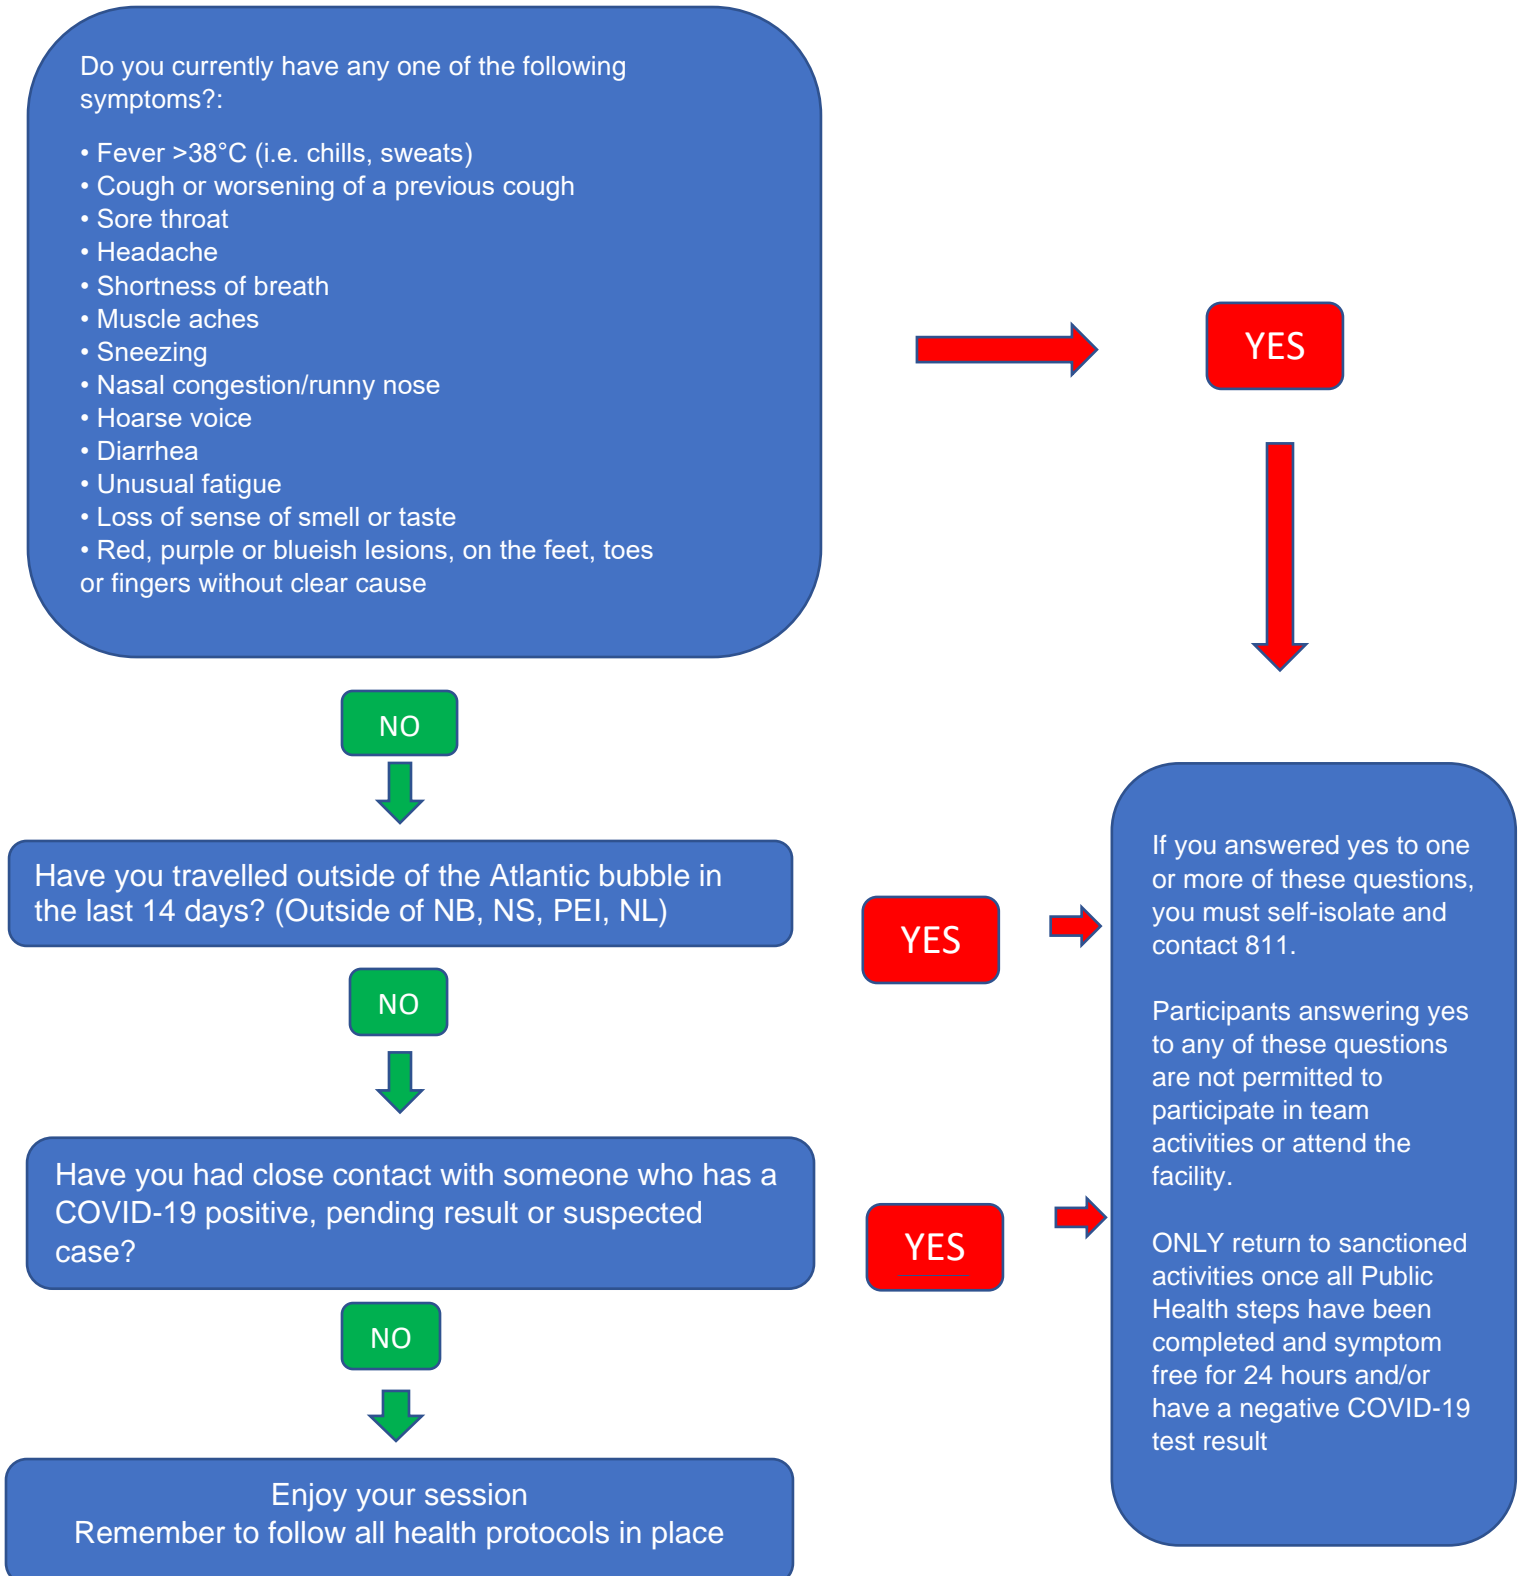 Do you currently have any one of the following
symptoms?:
• Fever >38°C (i.e. chills, sweats)
• Cough or worsening of a previous cough
• Sore throat
• Headache
• Shortness of breath
• Muscle aches
• Sneezing
• Nasal congestion/runny nose
• Hoarse voice
• Diarrhea
• Unusual fatigue
• Loss of sense of smell or taste
• Red, purple or blueish lesions, on the feet, toes
or fingers without clear cause
YES
NO
Have you travelled outside of the Atlantic bubble in
the last 14 days? (Outside of NB, NS, PEI, NL)
YES
NO
Have you had close contact with someone who has a
COVID-19 positive, pending result or suspected
case?
YES
NO
Enjoy your session
Remember to follow all health protocols in place
If you answered yes to one
or more of these questions,
you must self-isolate and
contact 811.
Participants answering yes
to any of these questions
are not permitted to
participate in team
activities or attend the
facility.
ONLY return to sanctioned
activities once all Public
Health steps have been
completed and symptom
free for 24 hours and/or
have a negative COVID-19
test result